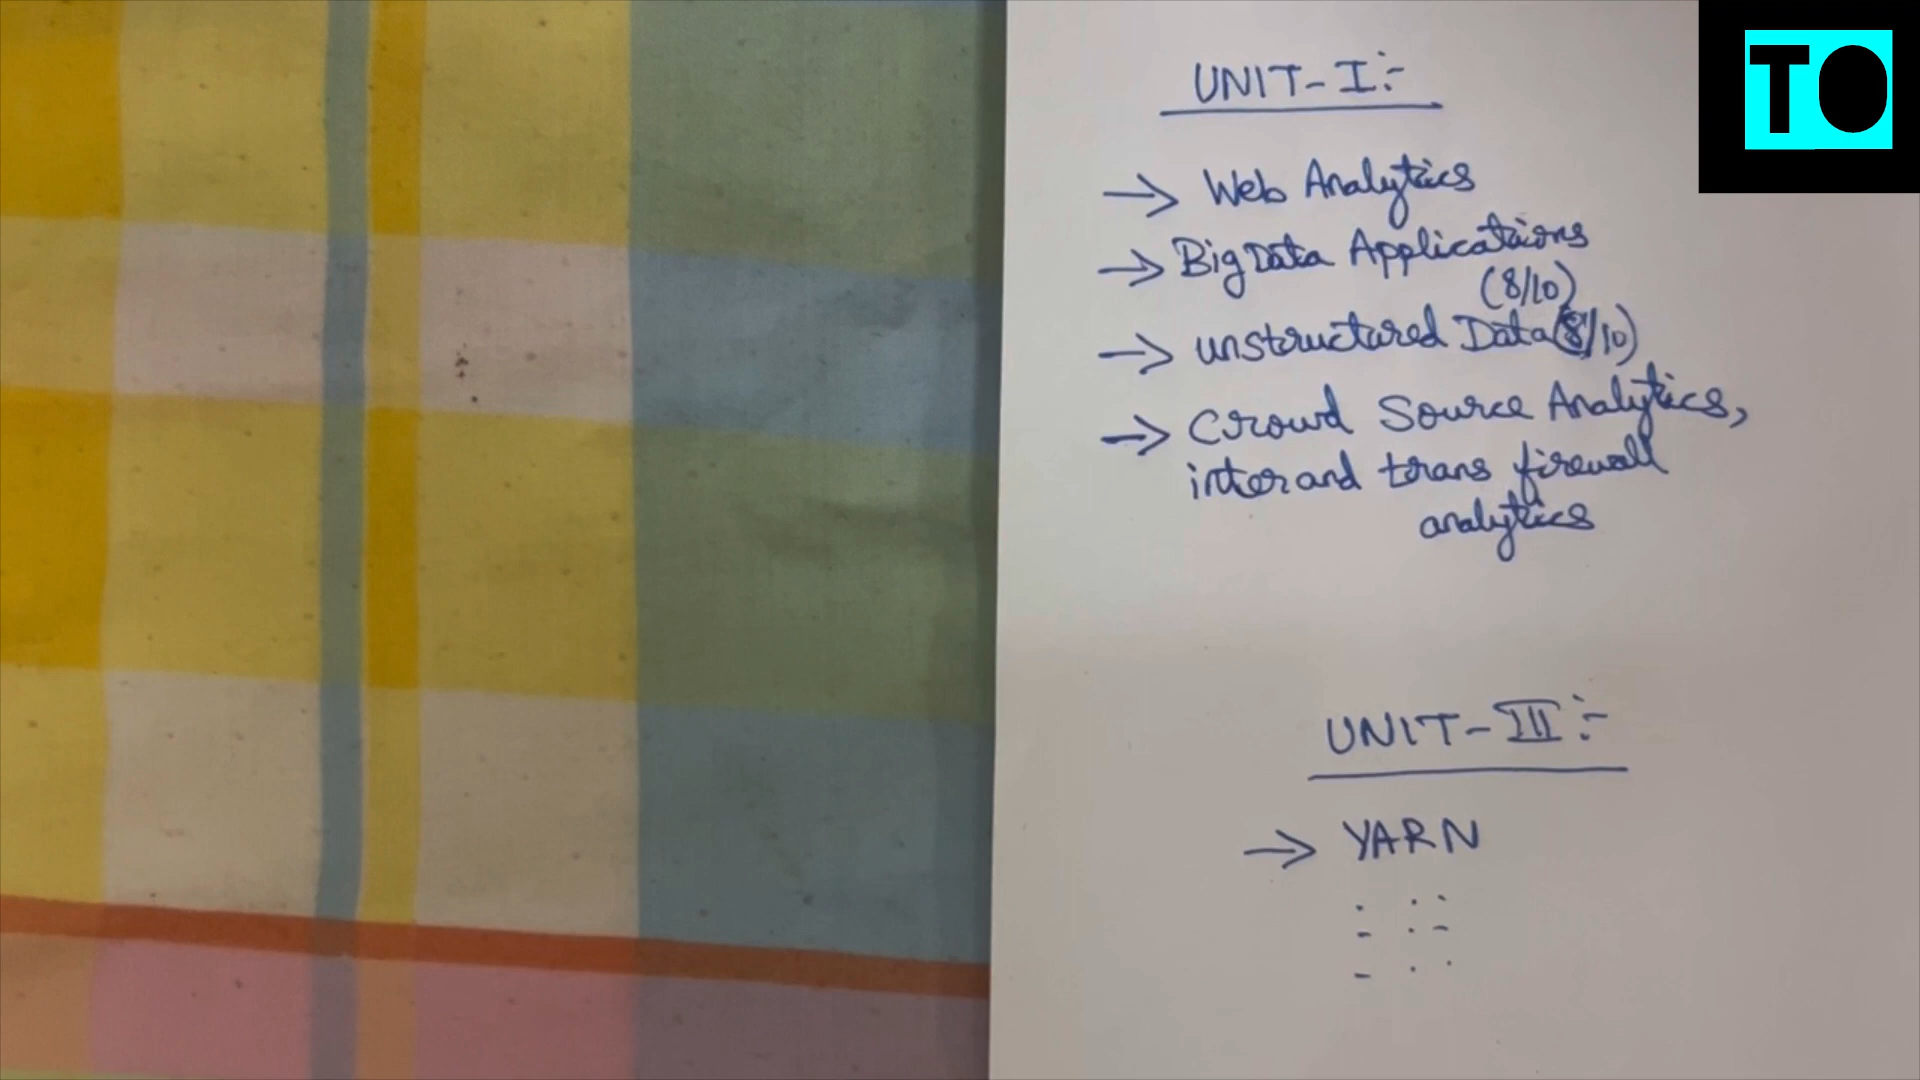 TO
UNIT-I:-
→ Web Analytics
→ Big Data Applications
(8/10)
→ unstructured Data (8/10)
→ Crowd Source Analytics,
inter and trans firewall
analytics
UNIT-III:-
→ YARN